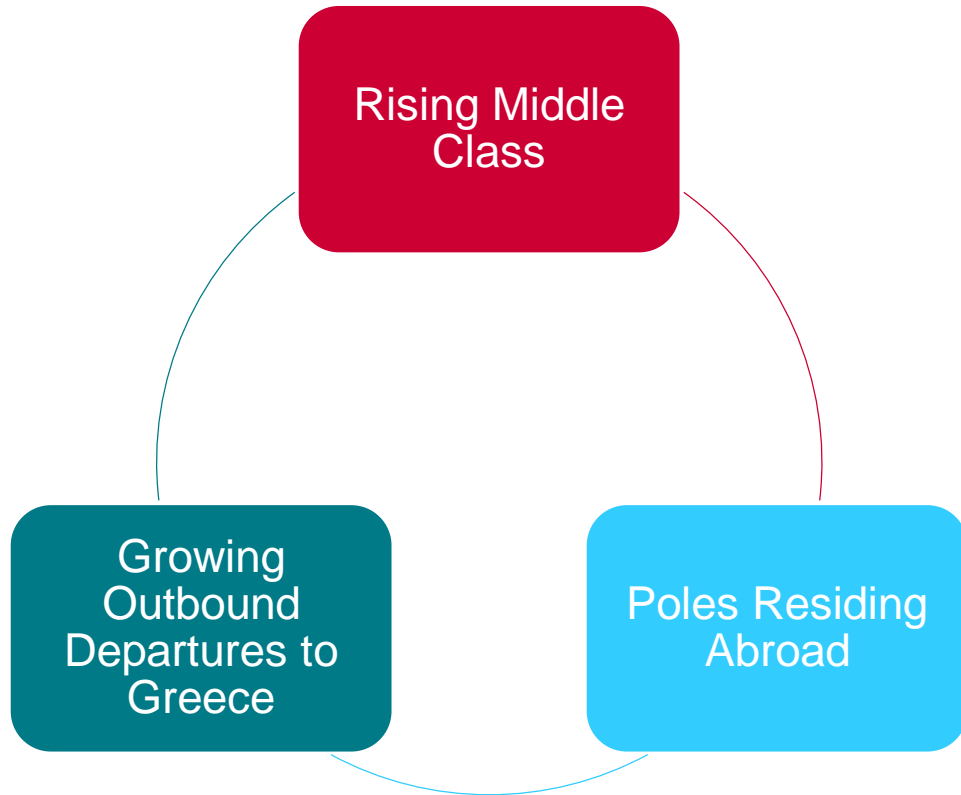 Rising Middle
Class
Growing
Outbound
Departures to
Greece
Poles Residing
Abroad